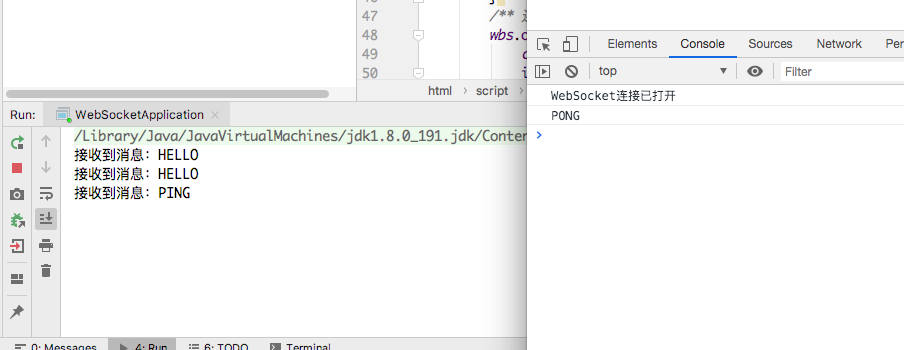 47
48
49
50
/**
wbs.
html › script ›
Run: WebSocketApplication ×
/Library/Java/JavaVirtualMachines/jdk1.8.0_191.jdk/Conten
接收到消息：HELLO
接收到消息：HELLO
接收到消息：PING
0: Messages
4: Run
6: TODO
Terminal
Elements Console Sources Network Per
top
Filter
WebSocket连接已打开
PONG